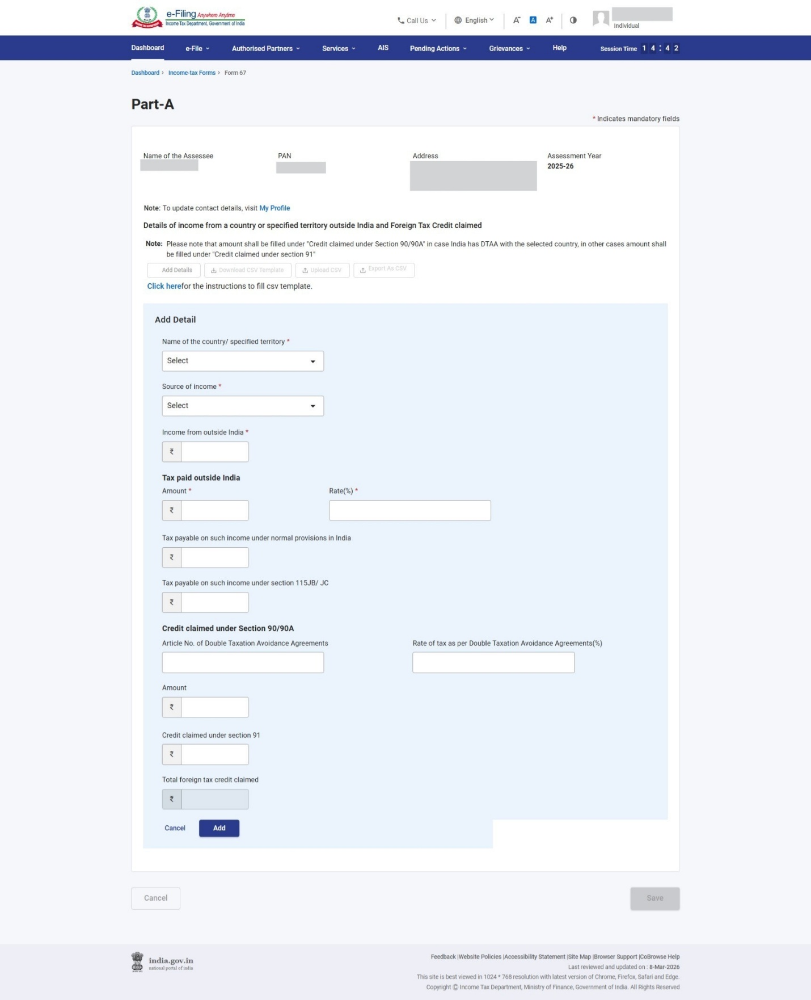 e-Filing Anywhere Anytime
Income Tax Department, Government of India
Call Us
English
A-
A
A+
Individual
Dashboard
e-File
Authorised Partners
Services
AIS
Pending Actions
Grievances
Help
Session Time 1 4 : 4 2
Dashboard > Income-tax Forms > Form 67
Part-A
* Indicates mandatory fields
Name of the Assessee
PAN
Address
Assessment Year
2025-26
Note: To update contact details, visit My Profile
Details of income from a country or specified territory outside India and Foreign Tax Credit claimed
Note: Please note that amount shall be filled under "Credit claimed under Section 90/90A" in case India has DTAA with the selected country, in other cases amount shall
be filled under "Credit claimed under section 91"
Add Details
Download CSV Template
Upload CSV
Export As CSV
Click herefor the instructions to fill csv template.
Add Detail
Name of the country/ specified territory *
Select
Source of income *
Select
Income from outside India *
₹
Tax paid outside India
Amount *
Rate(%) *
₹
Tax payable on such income under normal provisions in India
₹
Tax payable on such income under section 115JB/ JC
₹
Credit claimed under Section 90/90A
Article No. of Double Taxation Avoidance Agreements
Rate of tax as per Double Taxation Avoidance Agreements(%)
Amount
₹
Credit claimed under section 91
₹
Total foreign tax credit claimed
₹
Cancel
Add
Cancel
Save
india.gov.in
national portal of india
Feedback |Website Policies |Accessibility Statement |Site Map |Browser Support |CoBrowse Help
Last reviewed and updated on : 8-Mar-2026
This site is best viewed in 1024 * 768 resolution with latest version of Chrome, Firefox, Safari and Edge.
Copyright © Income Tax Department, Ministry of Finance, Government of India. All Rights Reserved